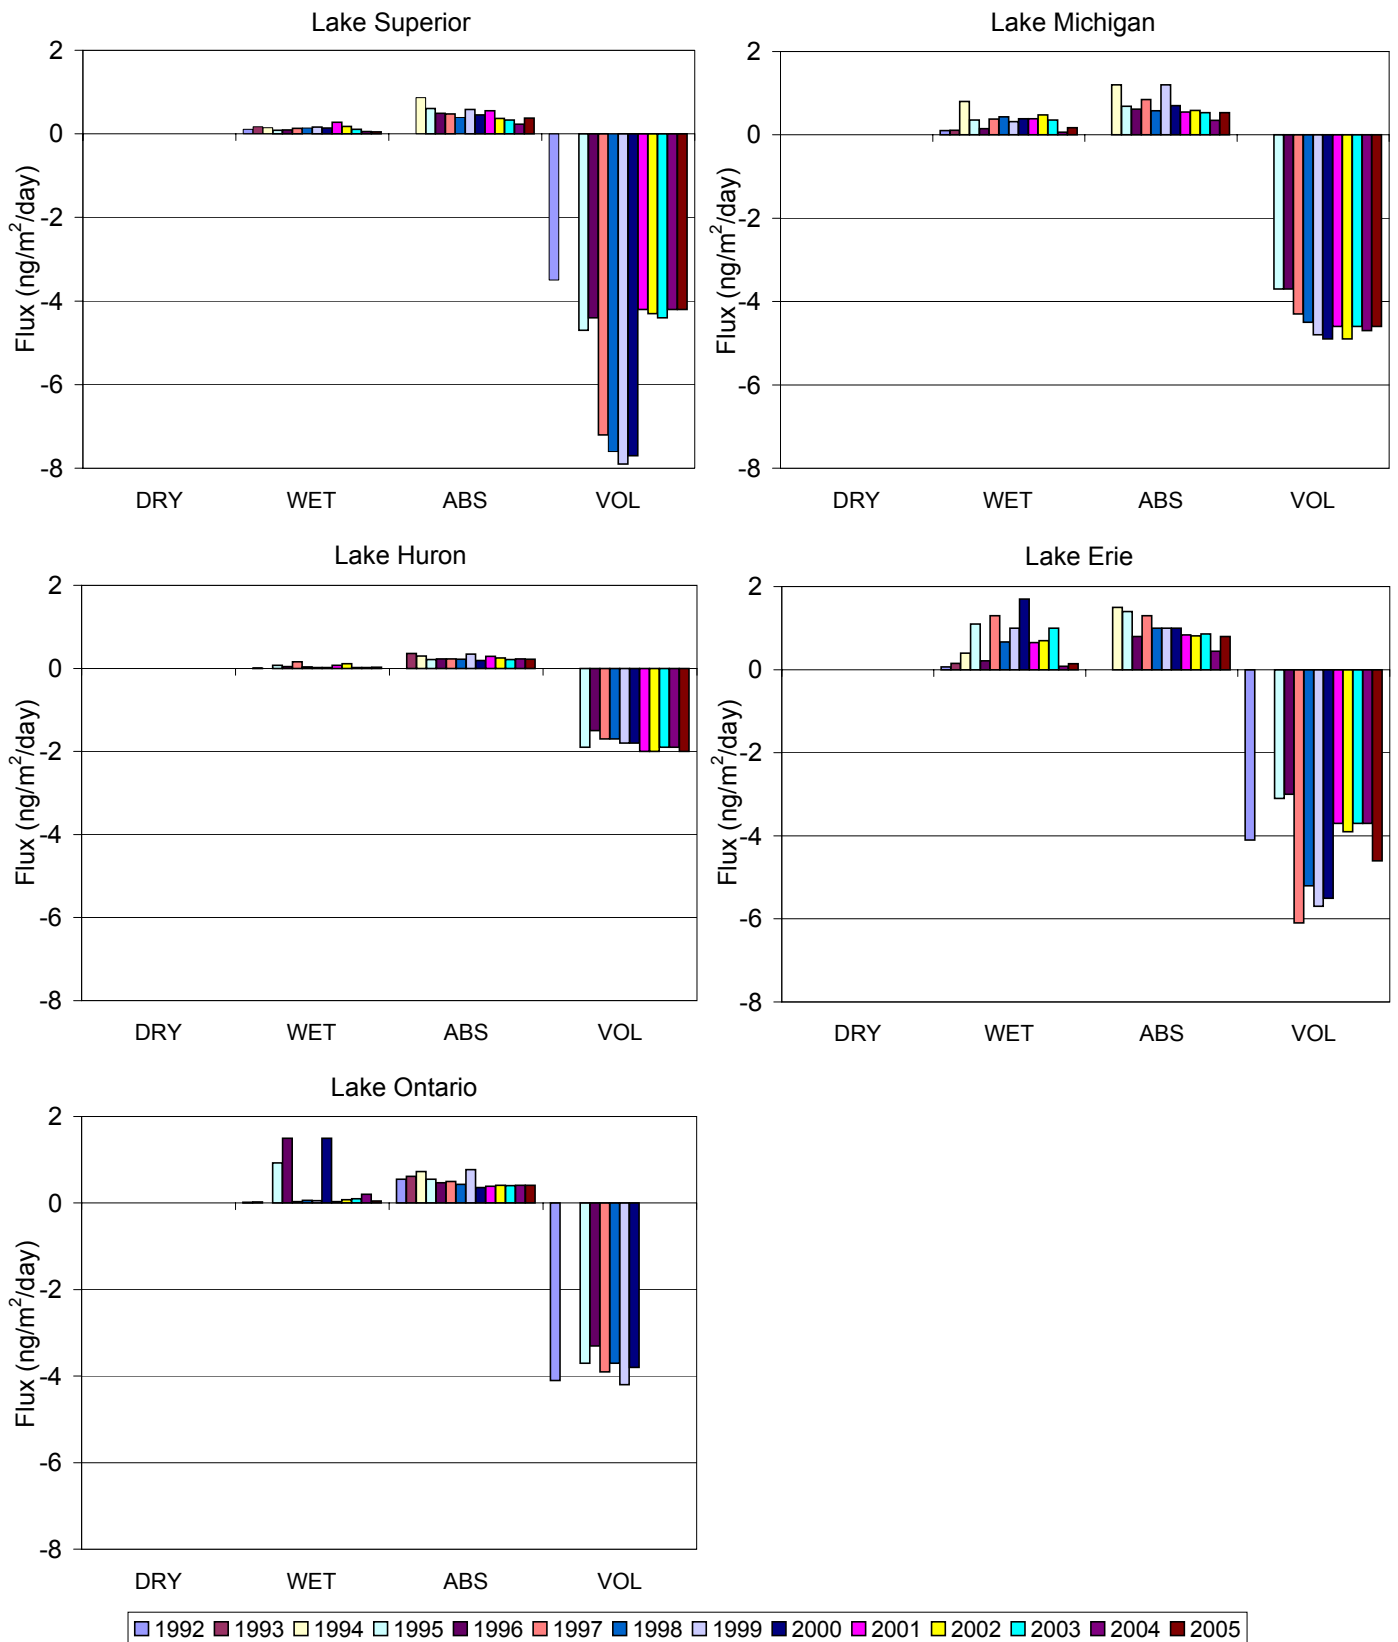 Lake Superior
2
0
-2
-4
-6
-8
Flux (ng/m²/day)
DRY WET ABS VOL
Lake Michigan
2
0
-2
-4
-6
-8
Flux (ng/m²/day)
DRY WET ABS VOL
Lake Huron
2
0
-2
-4
-6
-8
Flux (ng/m²/day)
DRY WET ABS VOL
Lake Erie
2
0
-2
-4
-6
-8
Flux (ng/m²/day)
DRY WET ABS VOL
Lake Ontario
2
0
-2
-4
-6
-8
Flux (ng/m²/day)
DRY WET ABS VOL
1992 1993 1994 1995 1996 1997 1998 1999 2000 2001 2002 2003 2004 2005